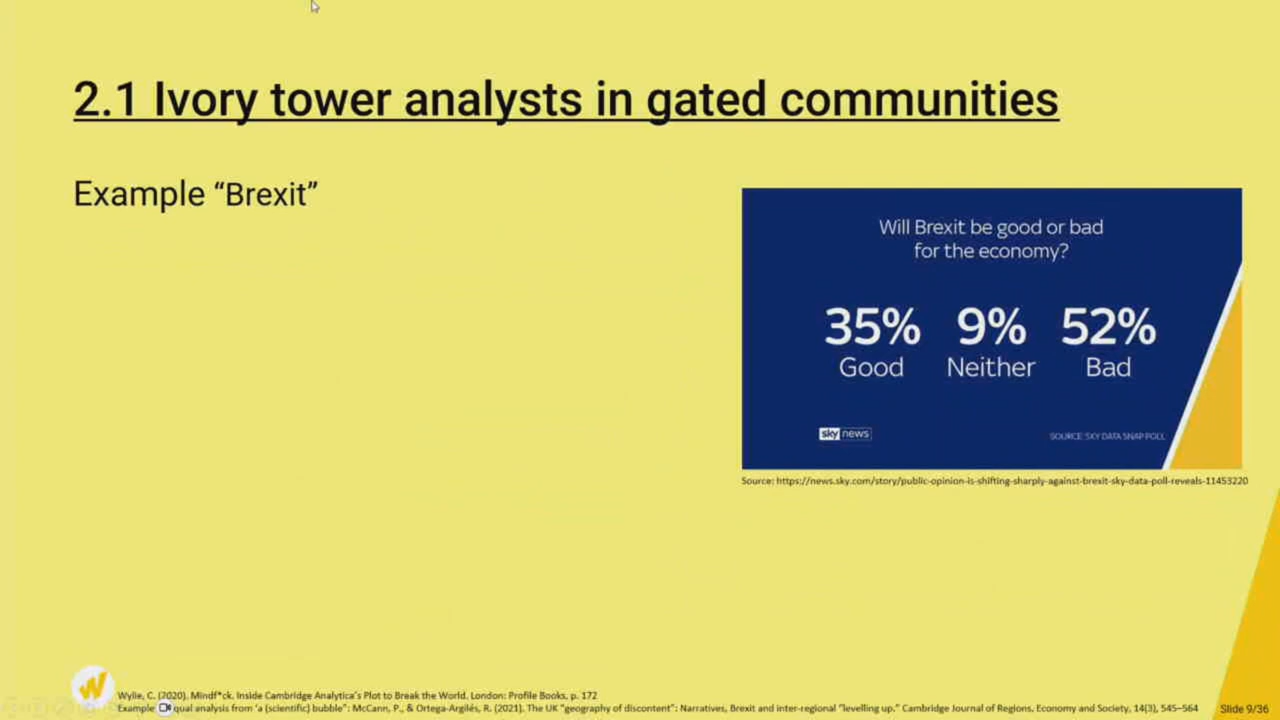 2.1 Ivory tower analysts in gated communities
Example “Brexit”
Will Brexit be good or bad
for the economy?
35% 9% 52%
Good Neither Bad
sky news
SOURCE: SKY DATA SNAP POLL
Source: https://news.sky.com/story/public-opinion-is-shifting-sharply-against-brexit-sky-data-poll-reveals-11453220
Wylie, C. (2020). Mindf*ck. Inside Cambridge Analytica’s Plot to Break the World. London: Profile Books, p. 172
Example qual analysis from ‘a (scientific) bubble”: McCann, P., & Ortega-Argilés, R. (2021). The UK “geography of discontent”: Narratives, Brexit and inter-regional “levelling up.” Cambridge Journal of Regions, Economy and Society, 14(3), 545–564
Slide 9/36